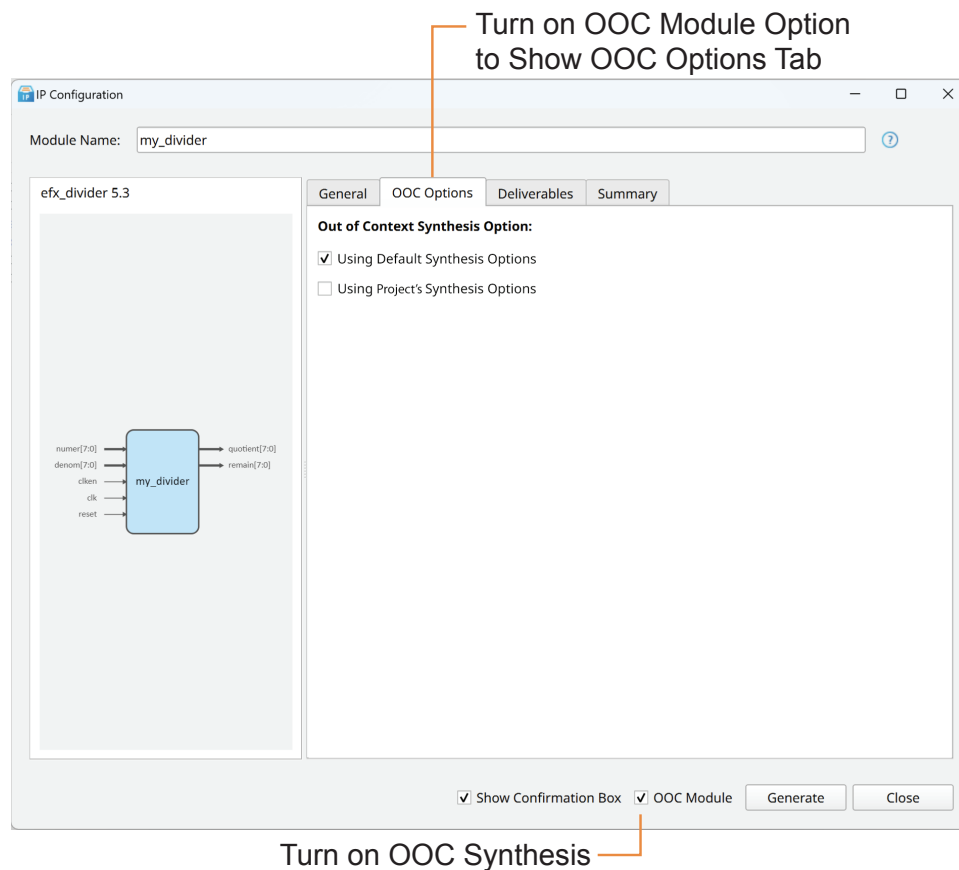 Turn on OOC Module Option
to Show OOC Options Tab
IP Configuration
Module Name: my_divider
efx_divider 5.3
General OOC Options Deliverables Summary
Out of Context Synthesis Option:
Using Default Synthesis Options
Using Project's Synthesis Options
numer[7:0] quotient[7:0]
denom[7:0] remain[7:0]
clken my_divider
clk
reset
Show Confirmation Box OOC Module Generate Close
Turn on OOC Synthesis